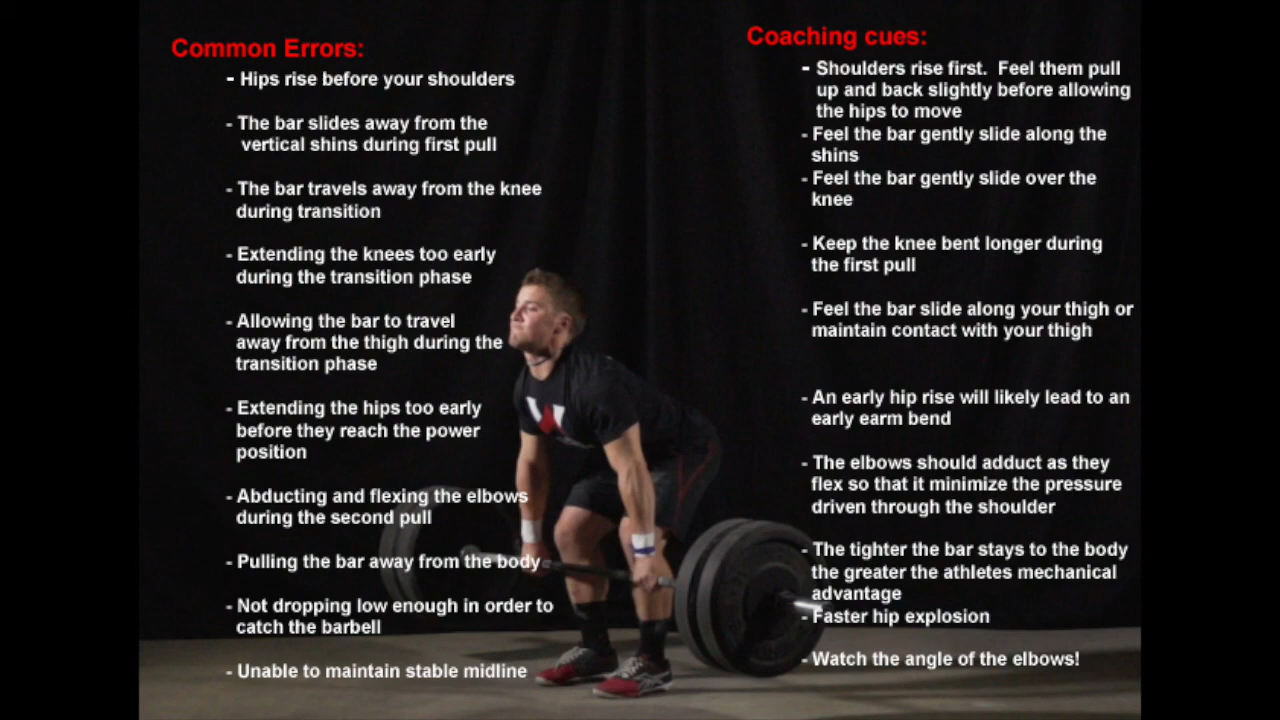 Common Errors:
- Hips rise before your shoulders
- The bar slides away from the
vertical shins during first pull
- The bar travels away from the knee
during transition
- Extending the knees too early
during the transition phase
- Allowing the bar to travel
away from the thigh during the
transition phase
- Extending the hips too early
before they reach the power
position
- Abducting and flexing the elbows
during the second pull
- Pulling the bar away from the body
- Not dropping low enough in order to
catch the barbell
- Unable to maintain stable midline
Coaching cues:
- Shoulders rise first. Feel them pull
up and back slightly before allowing
the hips to move
- Feel the bar gently slide along the
shins
- Feel the bar gently slide over the
knee
- Keep the knee bent longer during
the first pull
- Feel the bar slide along your thigh or
maintain contact with your thigh
- An early hip rise will likely lead to an
early earm bend
- The elbows should adduct as they
flex so that it minimize the pressure
driven through the shoulder
- The tighter the bar stays to the body
the greater the athletes mechanical
advantage
- Faster hip explosion
- Watch the angle of the elbows!